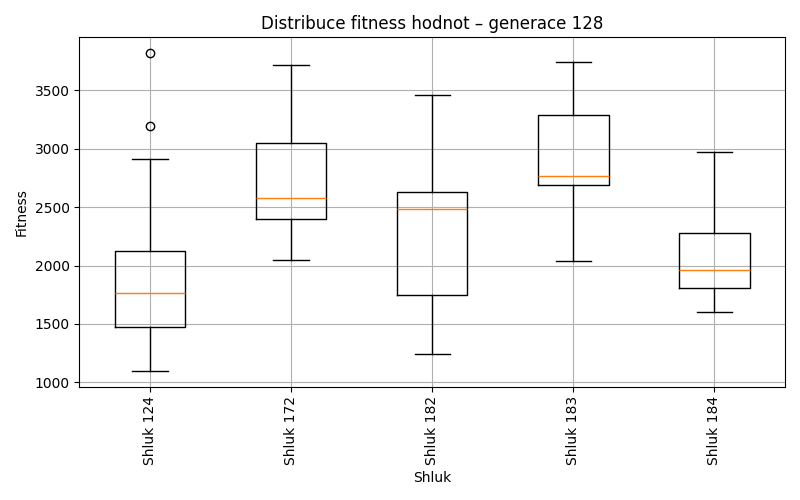 Distribuce fitness hodnot – generace 128
Fitness
3500
3000
2500
2000
1500
1000
Shluk 124
Shluk 172
Shluk 182
Shluk 183
Shluk 184
Shluk